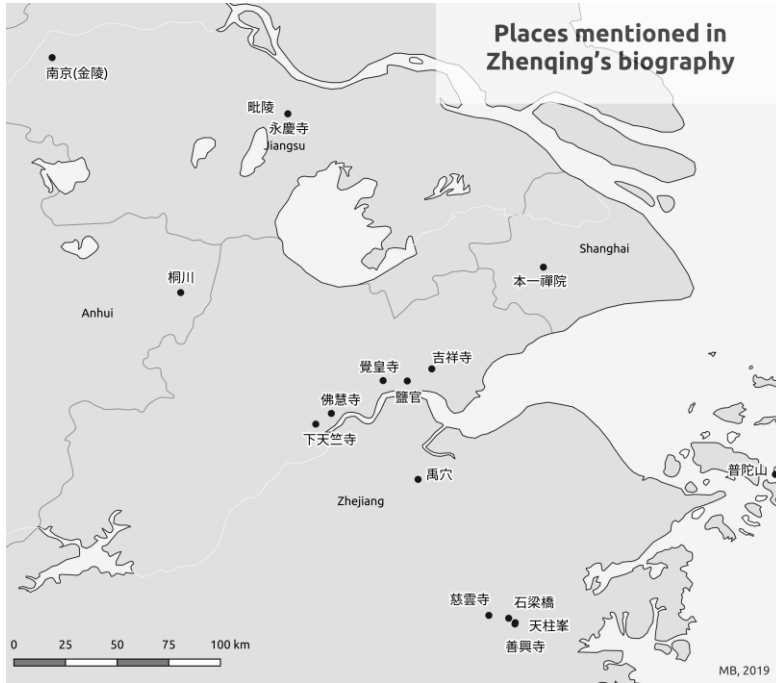 Places mentioned in
Zhenqing's biography
南京(金陵)
毗陵
永慶寺
Jiangsu
Shanghai
本一禪院
桐川
Anhui
吉祥寺
覺皇寺
鹽官
佛慧寺
下天竺寺
禹穴
普陀山
Zhejiang
慈雲寺
石梁橋
天柱峯
善興寺
0 25 50 75 100 km
MB, 2019